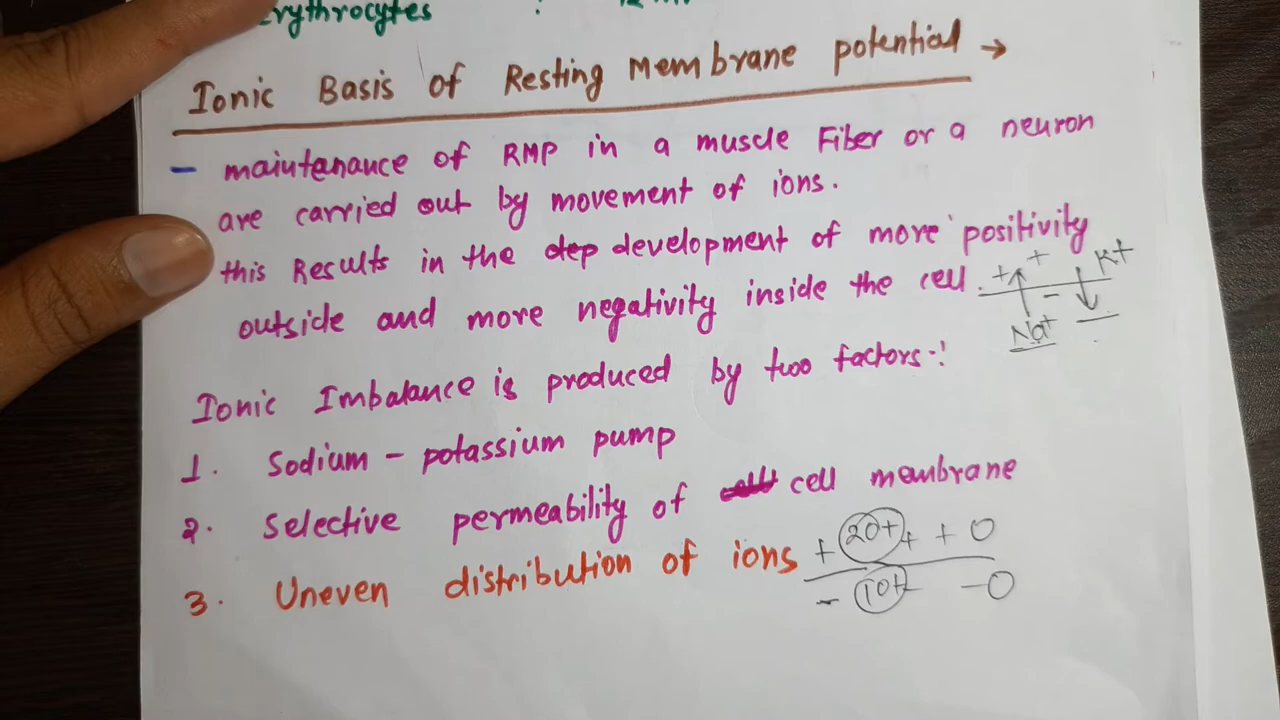 Erythrocytes :
Ionic Basis of Resting Membrane potential →
- maintenance of RMP in a muscle Fiber or a neuron
are carried out by movement of ions.
this Results in the development of more positivity
outside and more negativity inside the cell.
+ + K+
-
Na+
Ionic Imbalance is produced by two factors :
1. Sodium - potassium pump
2. Selective permeability of cell membrane
3. Uneven distribution of ions
+ 20+ + + 0
- 10+ - 0